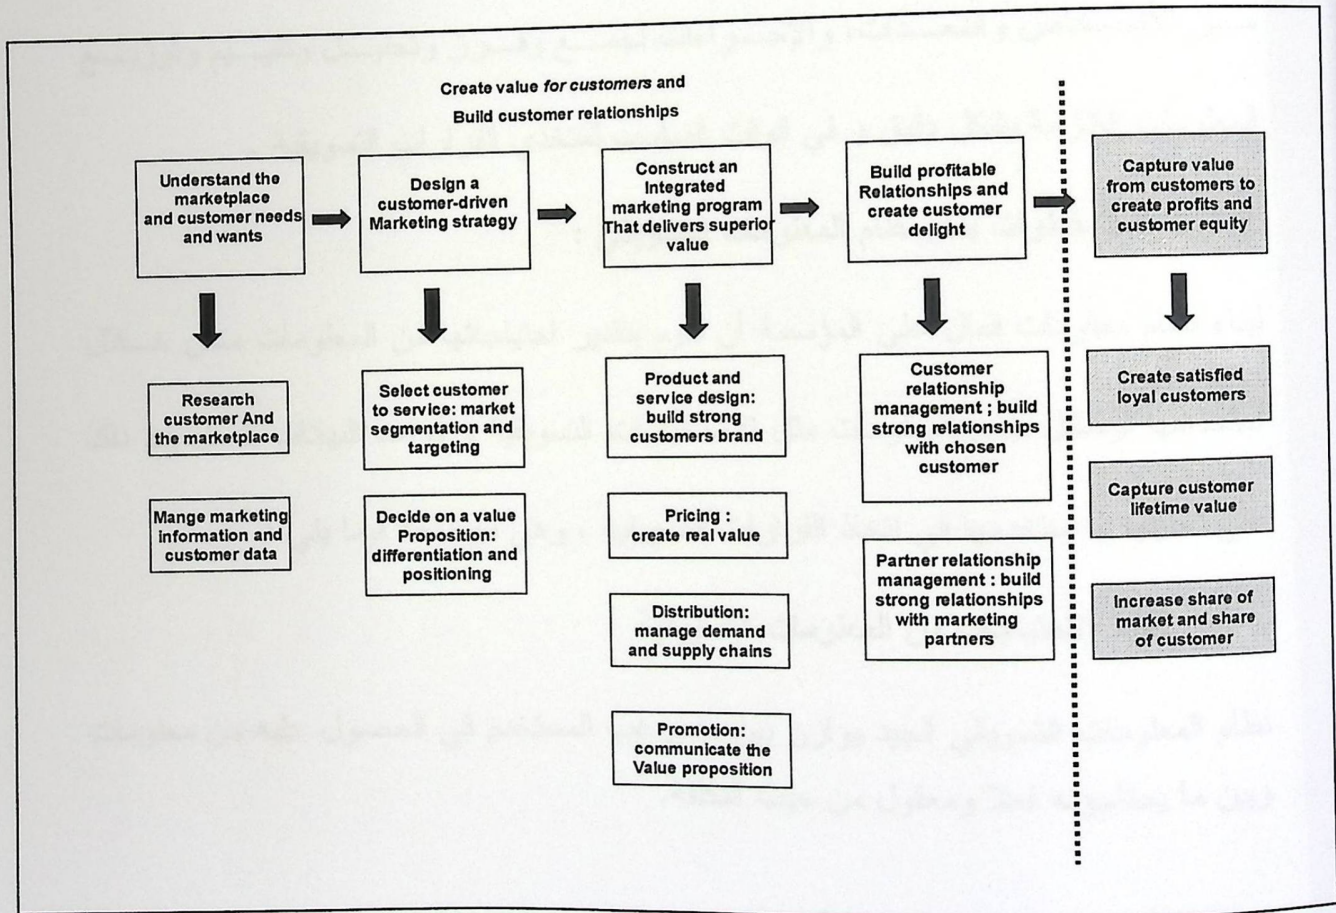 Create value for customers and
Build customer relationships
Understand the
marketplace
and customer needs
and wants
Design a
customer-driven
Marketing strategy
Construct an
Integrated
marketing program
That delivers superior
value
Build profitable
Relationships and
create customer
delight
Capture value
from customers to
create profits and
customer equity
Research
customer And
the marketplace
Mange marketing
information and
customer data
Select customer
to service: market
segmentation and
targeting
Decide on a value
Proposition:
differentiation and
positioning
Product and
service design:
build strong
customers brand
Pricing :
create real value
Distribution:
manage demand
and supply chains
Promotion:
communicate the
Value proposition
Customer
relationship
management ; build
strong relationships
with chosen
customer
Partner relationship
management : build
strong relationships
with marketing
partners
Create satisfied
loyal customers
Capture customer
lifetime value
Increase share of
market and share
of customer